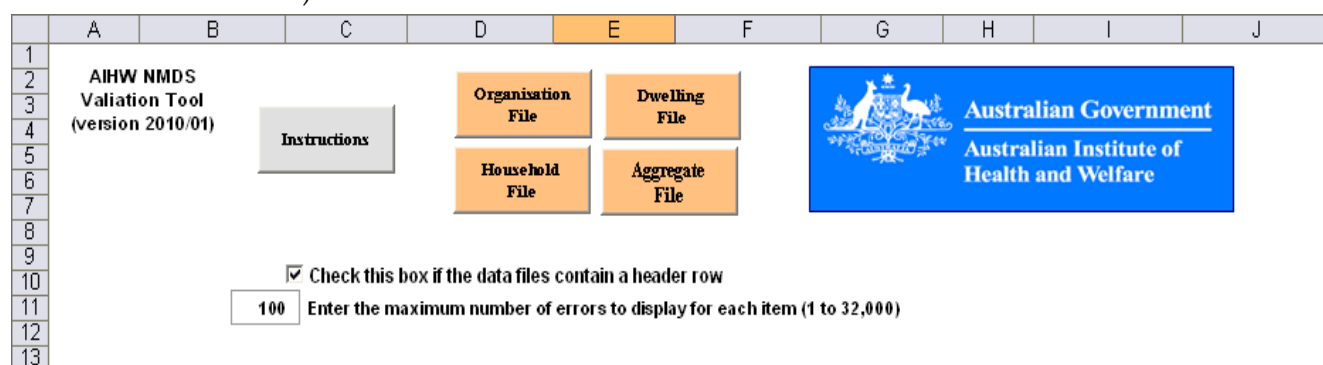 )
A B C D E F G H I J
1
2
3
4
5
6
7
8
9
10
11
12
13
AIHW NMDS
Valiation Tool
(version 2010/01)
Instructions
Organisation
File
Dwelling
File
Household
File
Aggregate
File
Australian Government
Australian Institute of
Health and Welfare
Check this box if the data files contain a header row
100 Enter the maximum number of errors to display for each item (1 to 32,000)